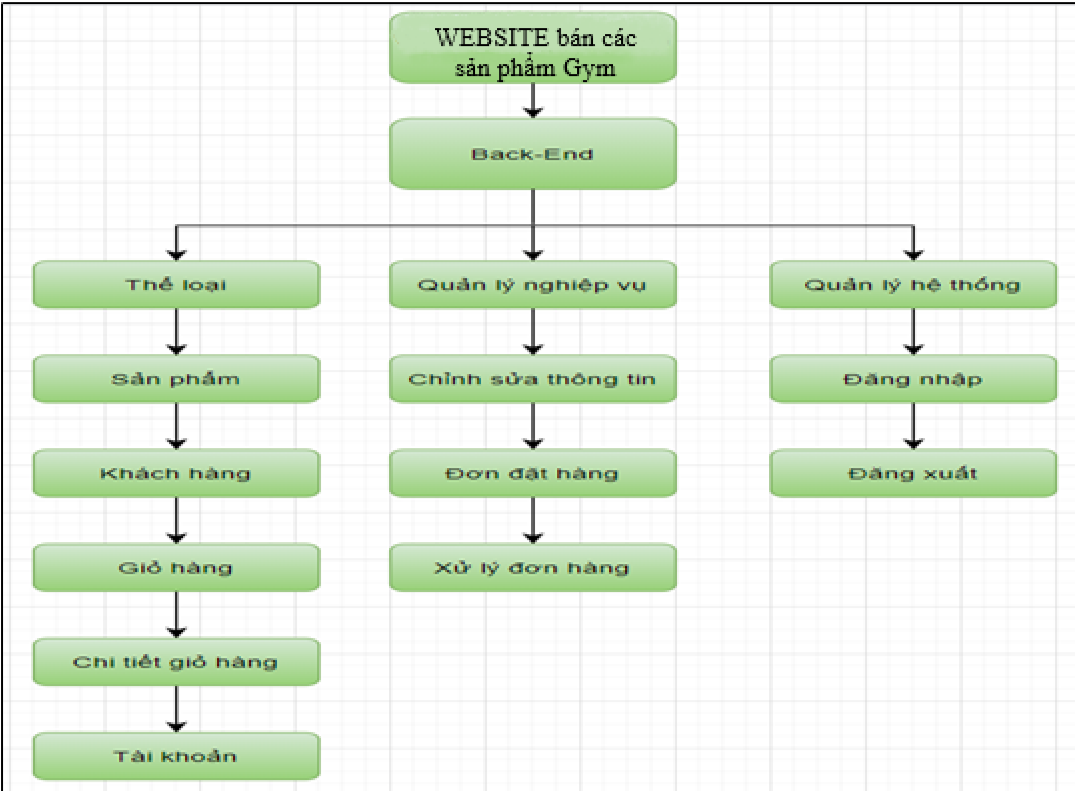 WEBSITE bán các
sản phẩm Gym
Back-End
Thể loại
Quản lý nghiệp vụ
Quản lý hệ thống
Sản phẩm
Chỉnh sửa thông tin
Đăng nhập
Khách hàng
Đơn đặt hàng
Đăng xuất
Giỏ hàng
Xử lý đơn hàng
Chi tiết giỏ hàng
Tài khoản